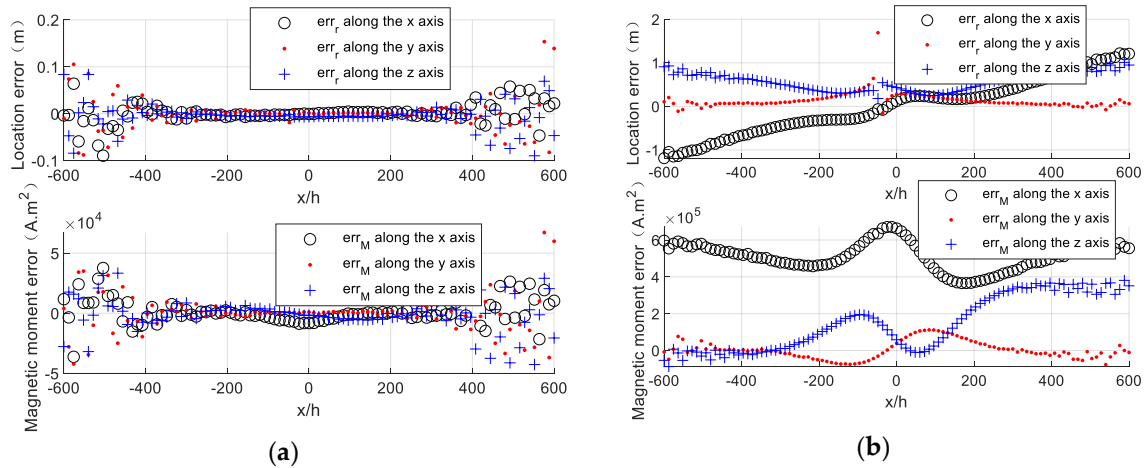 err_r along the x axis
err_r along the y axis
err_r along the z axis
Location error（m）
0.2
0.1
0
-0.1
-600 -400 -200 0 200 400 600
x/h
×10^4
err_M along the x axis
err_M along the y axis
err_M along the z axis
Magnetic moment error（A.m^2）
5
0
-5
-600 -400 -200 0 200 400 600
x/h
(a)
err_r along the x axis
err_r along the y axis
err_r along the z axis
Location error（m）
2
1
0
-1
-600 -400 -200 0 200 400 600
x/h
×10^5
err_M along the x axis
err_M along the y axis
err_M along the z axis
Magnetic moment error（A.m^2）
6
4
2
0
-600 -400 -200 0 200 400 600
x/h
(b)